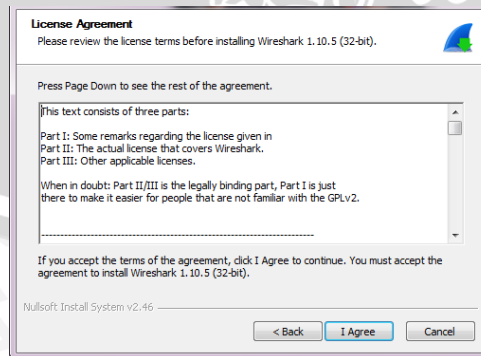 License Agreement
Please review the license terms before installing Wireshark 1.10.5 (32-bit).
Press Page Down to see the rest of the agreement.
This text consists of three parts:
Part I: Some remarks regarding the license given in
Part II: The actual license that covers Wireshark.
Part III: Other applicable licenses.
When in doubt: Part II/III is the legally binding part, Part I is just
there to make it easier for people that are not familiar with the GPLv2.
--------------------------------------------------------------------
If you accept the terms of the agreement, click I Agree to continue. You must accept the
agreement to install Wireshark 1.10.5 (32-bit).
Nullsoft Install System v2.46
< Back I Agree Cancel